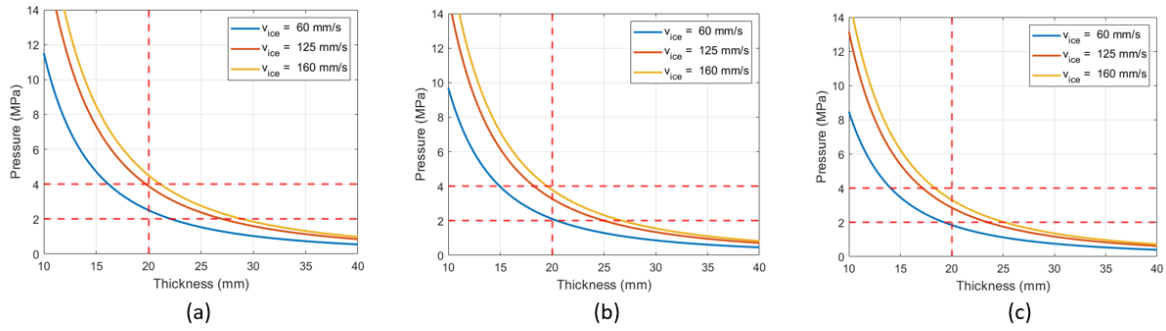 14
12
10
8
6
4
2
0
Pressure (MPa)
v_ice = 60 mm/s
v_ice = 125 mm/s
v_ice = 160 mm/s
10 15 20 25 30 35 40
Thickness (mm)
(a)
14
12
10
8
6
4
2
0
Pressure (MPa)
v_ice = 60 mm/s
v_ice = 125 mm/s
v_ice = 160 mm/s
10 15 20 25 30 35 40
Thickness (mm)
(b)
14
12
10
8
6
4
2
0
Pressure (MPa)
v_ice = 60 mm/s
v_ice = 125 mm/s
v_ice = 160 mm/s
10 15 20 25 30 35 40
Thickness (mm)
(c)